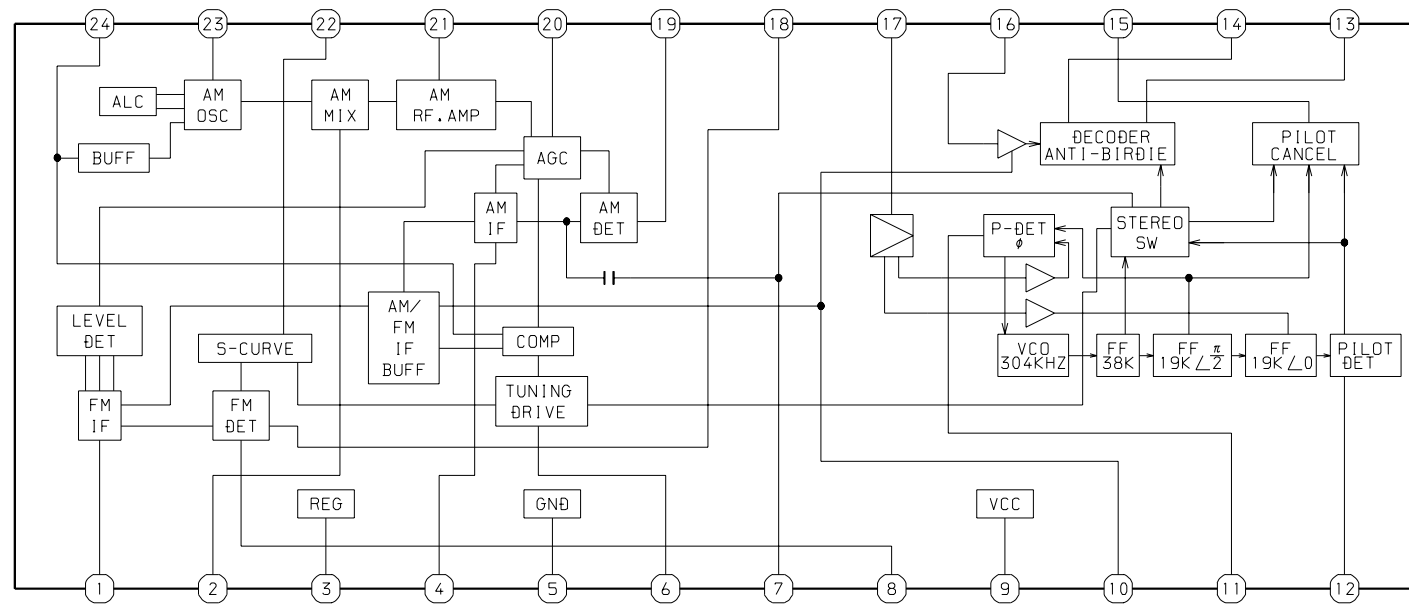 24 23 22 21 20 19 18 17 16 15 14 13
ALC
AM
OSC
AM
MIX
AM
RF.AMP
BUFF
AGC
DECODER
ANTI-BIRDIE
PILOT
CANCEL
AM
IF
AM
DET
P-DET
ø
STEREO
SW
LEVEL
DET
S-CURVE
AM/
FM
IF
BUFF
COMP
VCO
304KHZ
FF
38K
FF
19K∠π/2
FF
19K∠0
PILOT
DET
FM
IF
FM
DET
TUNING
DRIVE
REG
GND
VCC
1 2 3 4 5 6 7 8 9 10 11 12